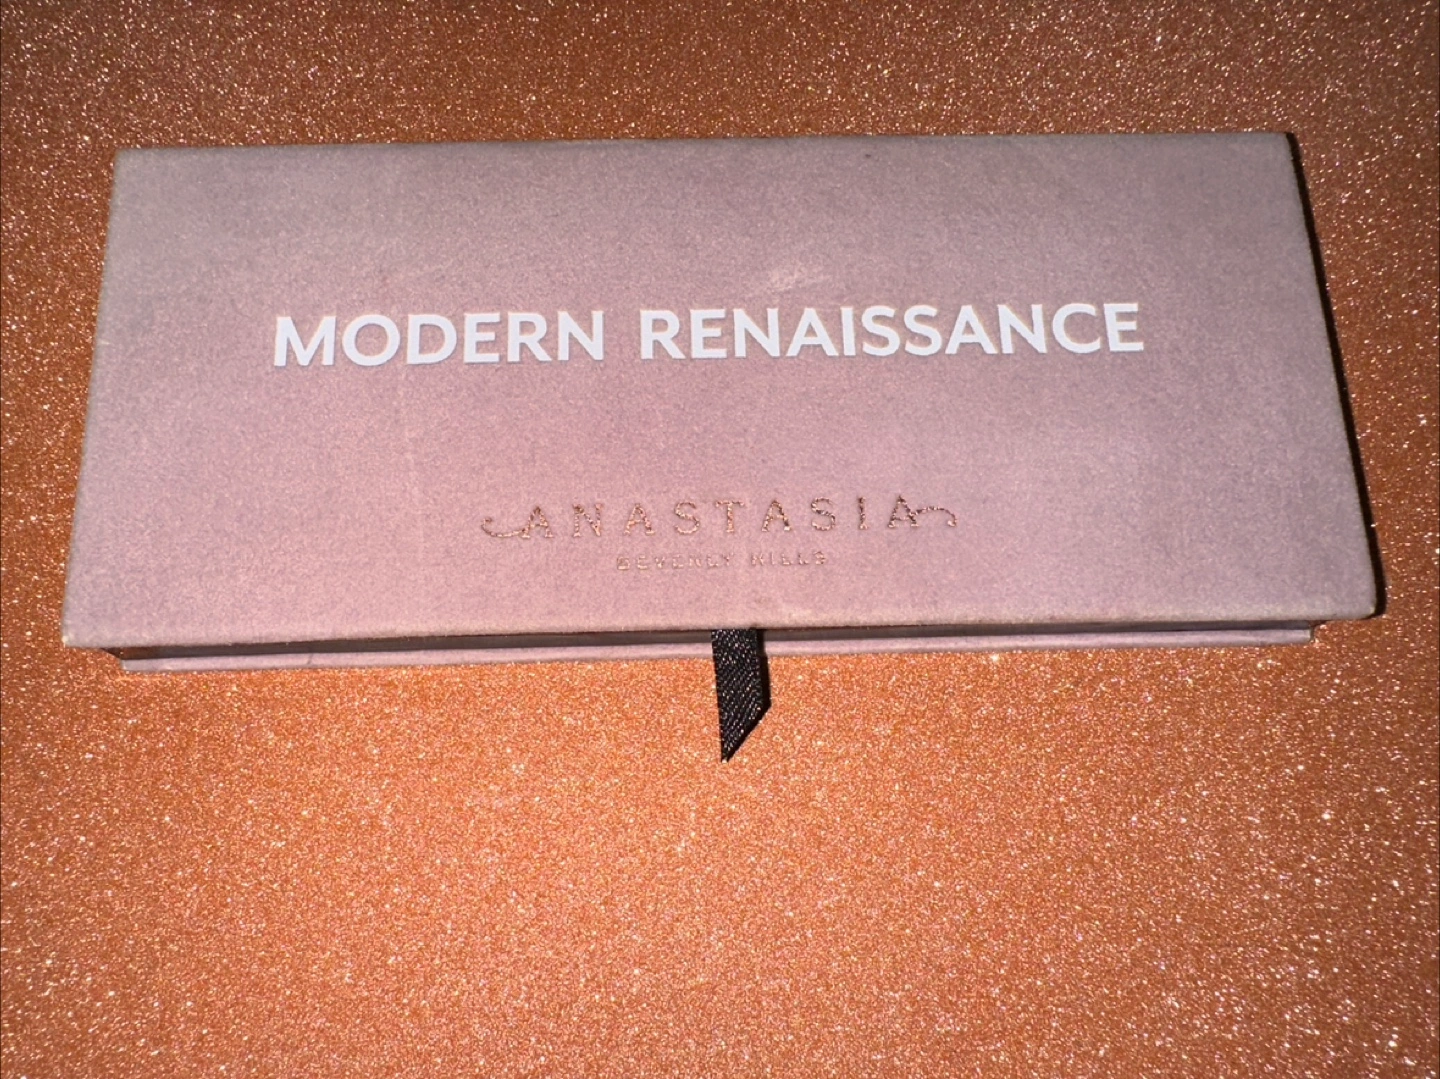 MODERN RENAISSANCE
ANASTASIA
BEVERLY HILLS